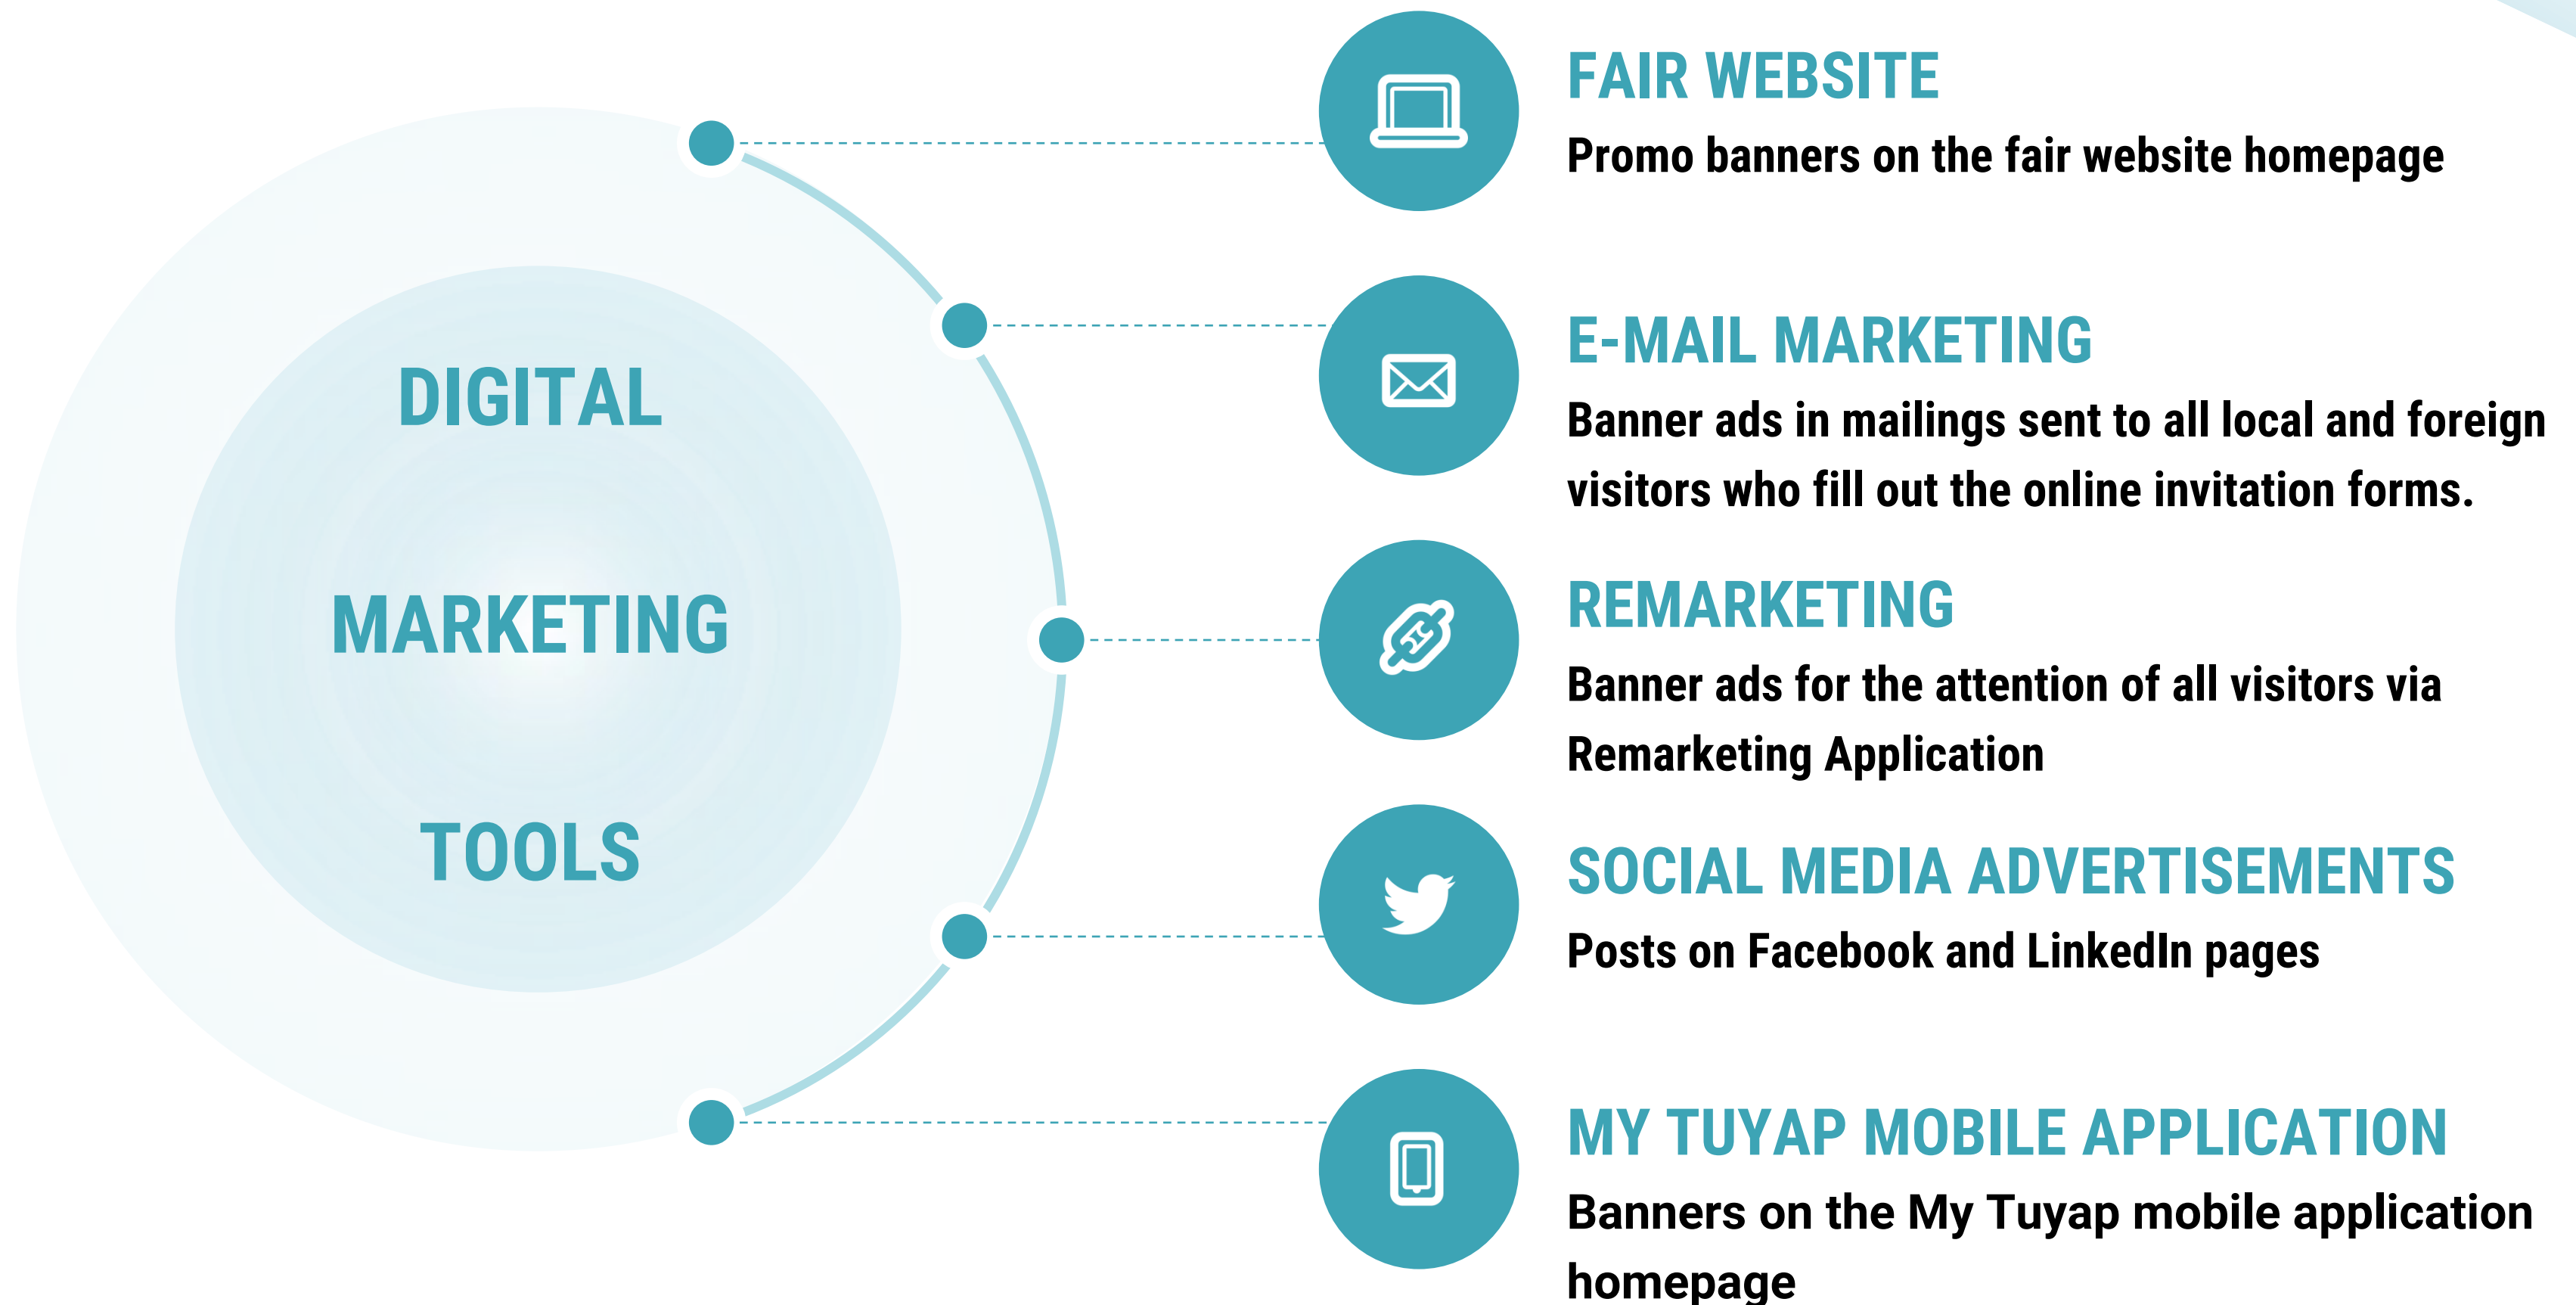 DIGITAL
MARKETING
TOOLS
FAIR WEBSITE
Promo banners on the fair website homepage
E-MAIL MARKETING
Banner ads in mailings sent to all local and foreign
visitors who fill out the online invitation forms.
REMARKETING
Banner ads for the attention of all visitors via
Remarketing Application
SOCIAL MEDIA ADVERTISEMENTS
Posts on Facebook and LinkedIn pages
MY TUYAP MOBILE APPLICATION
Banners on the My Tuyap mobile application
homepage